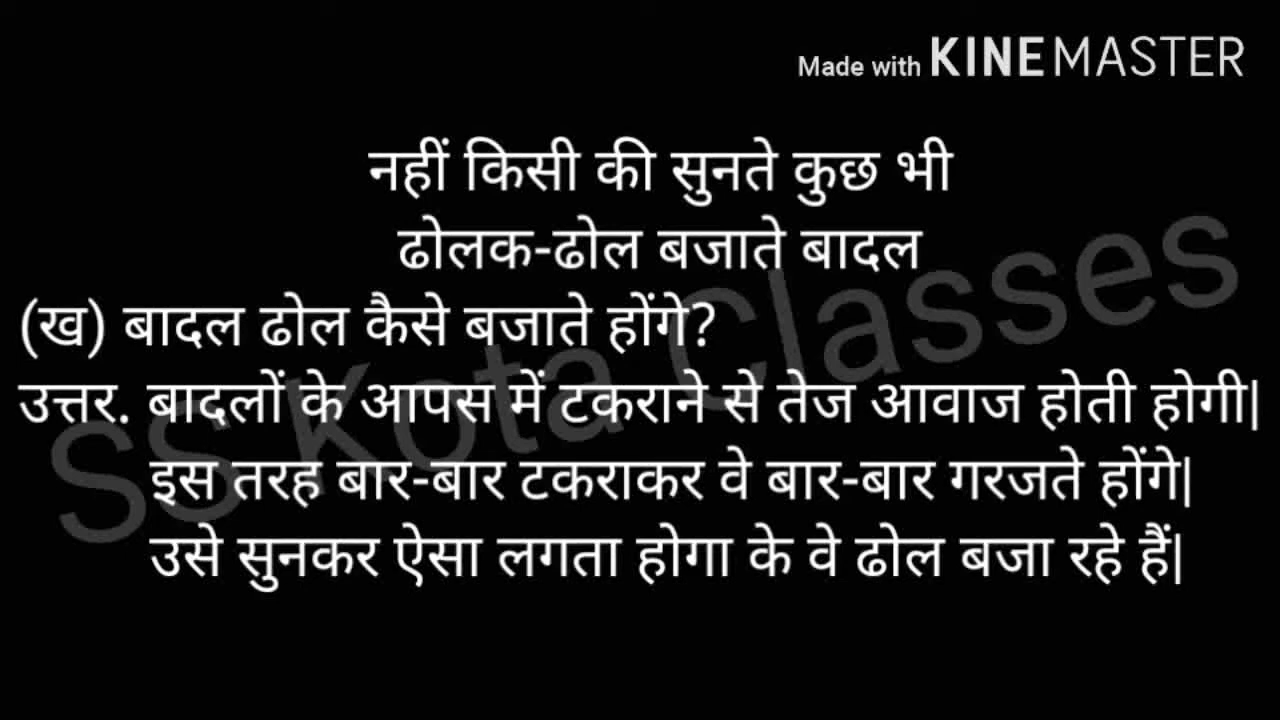 Made with KINEMASTER
नहीं किसी की सुनते कुछ भी
ढोलक-ढोल बजाते बादल
(ख) बादल ढोल कैसे बजाते होंगे?
उत्तर. बादलों के आपस में टकराने से तेज आवाज होती होगी|
इस तरह बार-बार टकराकर वे बार-बार गरजते होंगे|
उसे सुनकर ऐसा लगता होगा के वे ढोल बजा रहे हैं|
SS Kota Classes